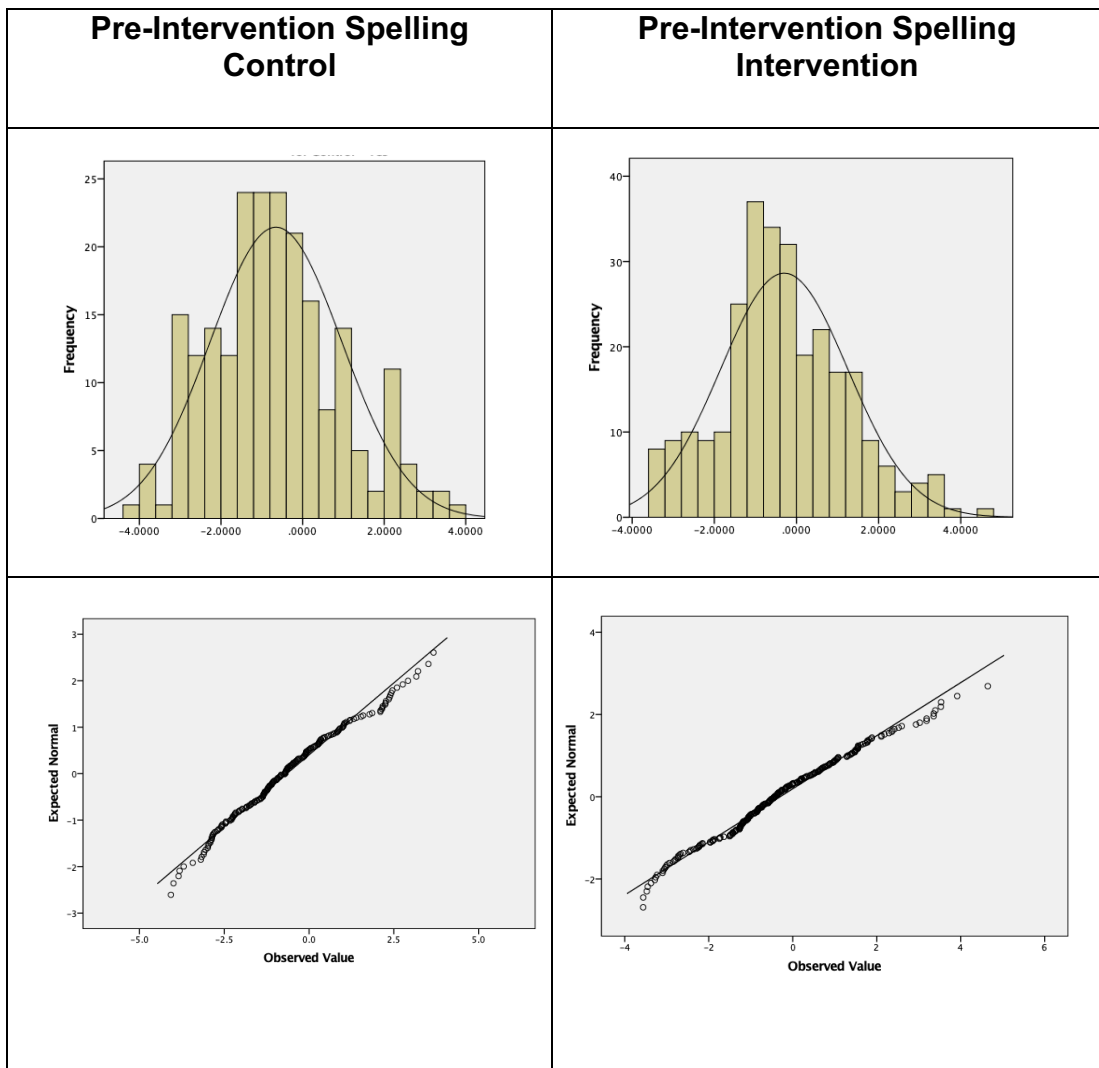 Pre-Intervention Spelling
Control
Pre-Intervention Spelling
Intervention
25
20
15
10
5
0
Frequency
-4.0000 -2.0000 .0000 2.0000 4.0000
40
30
20
10
0
Frequency
-4.0000 -2.0000 .0000 2.0000 4.0000
3
2
1
0
-1
-2
-3
Expected Normal
-5.0 -2.5 0.0 2.5 5.0
Observed Value
4
2
0
-2
Expected Normal
-4 -2 0 2 4 6
Observed Value